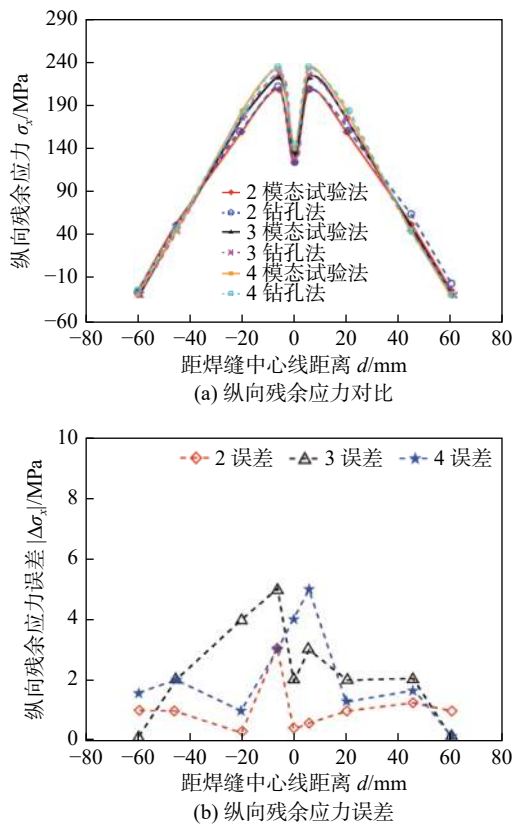 290
240
190
140
90
40
−10
−60
纵向残余应力 σx/MPa
2 模态试验法
2 钻孔法
3 模态试验法
3 钻孔法
4 模态试验法
4 钻孔法
−80 −60 −40 −20 0 20 40 60 80
距焊缝中心线距离 d/mm
(a) 纵向残余应力对比
10
8
6
4
2
0
纵向残余应力误差 |Δσx|/MPa
2 误差 3 误差 4 误差
−80 −60 −40 −20 0 20 40 60 80
距焊缝中心线距离 d/mm
(b) 纵向残余应力误差